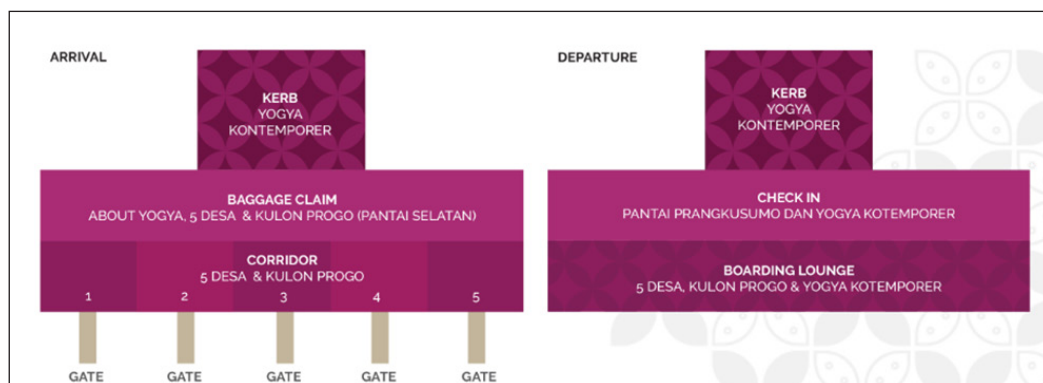 ARRIVAL
KERB
YOGYA
KONTEMPORER
BAGGAGE CLAIM
ABOUT YOGYA, 5 DESA & KULON PROGO (PANTAI SELATAN)
CORRIDOR
5 DESA & KULON PROGO
1 2 3 4 5
GATE GATE GATE GATE GATE
DEPARTURE
KERB
YOGYA
KONTEMPORER
CHECK IN
PANTAI PRANGKUSUMO DAN YOGYA KOTEMPORER
BOARDING LOUNGE
5 DESA, KULON PROGO & YOGYA KOTEMPORER